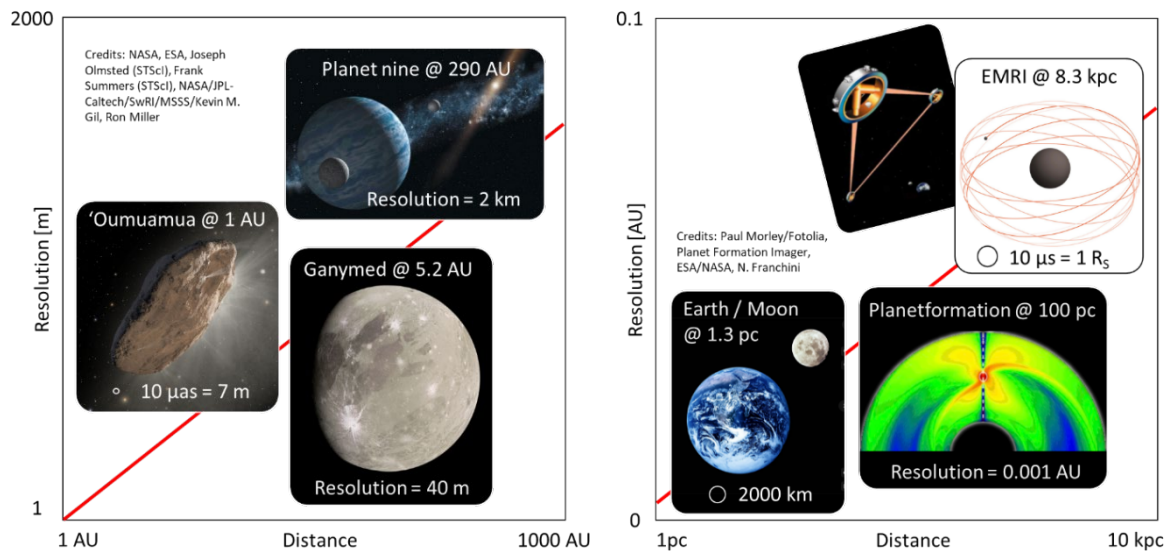 2000
Credits: NASA, ESA, Joseph
Olmsted (STScI), Frank
Summers (STScI), NASA/JPL-
Caltech/SwRI/MSSS/Kevin M.
Gil, Ron Miller
Planet nine @ 290 AU
Resolution = 2 km
'Oumuamua @ 1 AU
10 µas = 7 m
Ganymed @ 5.2 AU
Resolution = 40 m
Resolution [m]
1
1 AU
Distance
1000 AU
0.1
EMRI @ 8.3 kpc
10 µs = 1 RS
Credits: Paul Morley/Fotolia,
Planet Formation Imager,
ESA/NASA, N. Franchini
Earth / Moon
@ 1.3 pc
2000 km
Planetformation @ 100 pc
Resolution = 0.001 AU
Resolution [AU]
0
1pc
Distance
10 kpc